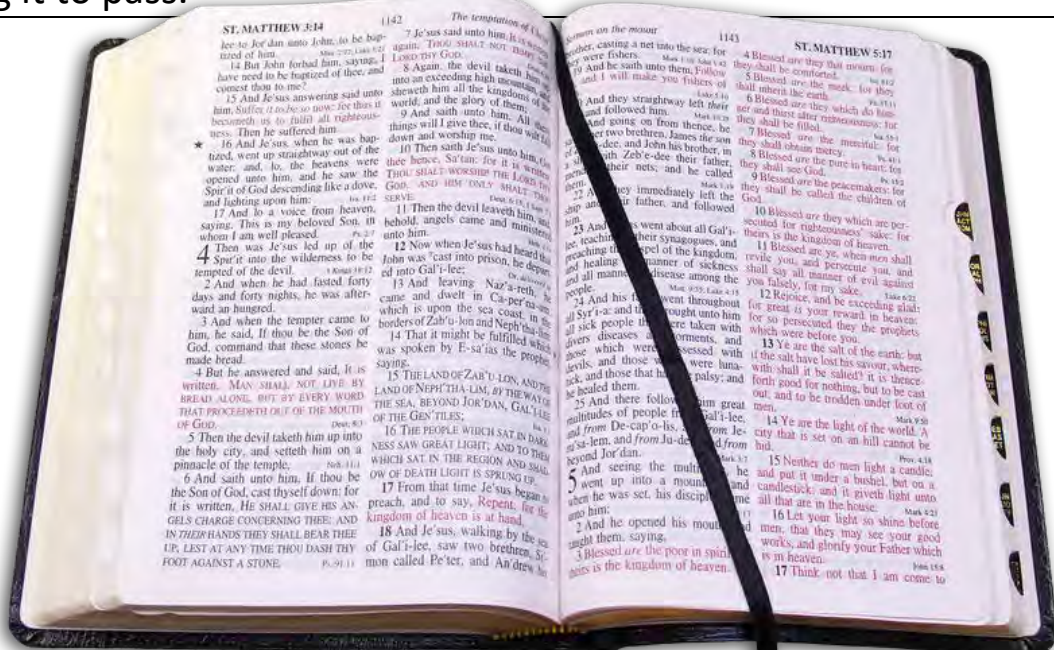 g it to pass.
ST. MATTHEW 3:14
1142
The temptation of
lee to Jor´dan unto John, to be bap-
tized of him.
14 But John forbad him, saying, I
have need to be baptized of thee, and
comest thou to me?
15 And Je´sus answering said unto
him, Suffer it to be so now: for thus it
becometh us to fulfil all righteous-
ness. Then he suffered him.
★ 16 And Je´sus, when he was bap-
tized, went up straightway out of the
water: and, lo, the heavens were
opened unto him, and he saw the
Spir´it of God descending like a dove,
and lighting upon him: Isa. 11:2
17 And lo a voice from heaven,
saying, This is my beloved Son, in
whom I am well pleased. Ps. 2:7
4 Then was Je´sus led up of the
Spir´it into the wilderness to be
tempted of the devil. 1 Kings 18:12
2 And when he had fasted forty
days and forty nights, he was after-
ward an hungred.
3 And when the tempter came to
him, he said, If thou be the Son of
God, command that these stones be
made bread.
4 But he answered and said, It is
written, MAN SHALL NOT LIVE BY
BREAD ALONE, BUT BY EVERY WORD
THAT PROCEEDETH OUT OF THE MOUTH
OF GOD. Deut. 8:3
5 Then the devil taketh him up into
the holy city, and setteth him on a
pinnacle of the temple, Neh. 11:1
6 And saith unto him, If thou be
the Son of God, cast thyself down: for
it is written, HE SHALL GIVE HIS AN-
GELS CHARGE CONCERNING THEE: AND
IN THEIR HANDS THEY SHALL BEAR THEE
UP, LEST AT ANY TIME THOU DASH THY
FOOT AGAINST A STONE. Ps. 91:11
7 Je´sus said unto him, It is
again, THOU SHALT NOT
LORD THY GOD.
8 Again, the devil taketh him
into an exceeding high mountain, and
sheweth him all the kingdoms of the
world, and the glory of them;
9 And saith unto him, All these
things will I give thee, if thou wilt fall
down and worship me.
10 Then saith Je´sus unto him,
thee hence, Sa´tan: for it is written,
THOU SHALT WORSHIP THE LORD THY
GOD, AND HIM ONLY SHALT THOU
SERVE.
11 Then the devil leaveth him, and,
behold, angels came and ministered
unto him.
12 Now when Je´sus had heard that
John was cast into prison, he depart-
ed into Gal´i-lee;
13 And leaving Naz´a-reth, he
came and dwelt in Ca-per´na-um,
which is upon the sea coast, in the
borders of Zab´u-lon and Neph´tha-lim:
14 That it might be fulfilled which
was spoken by E-sa´ias the prophet,
saying,
15 THE LAND OF ZAB´U-LON, AND THE
LAND OF NEPH´THA-LIM, BY THE WAY OF
THE SEA, BEYOND JOR´DAN, GAL´I-LEE
OF THE GEN´TILES;
16 THE PEOPLE WHICH SAT IN DARK-
NESS SAW GREAT LIGHT; AND TO THEM
WHICH SAT IN THE REGION AND SHAD-
OW OF DEATH LIGHT IS SPRUNG UP.
17 From that time Je´sus began to
preach, and to say, Repent: for the
kingdom of heaven is at hand.
18 And Je´sus, walking by the sea
of Gal´i-lee, saw two brethren, Si-
mon called Pe´ter, and An´drew his
Sermon on the mount
1143
ST. MATTHEW 5:17
brother, casting a net into the sea: for
they were fishers.
19 And he saith unto them, Follow
and I will make you fishers of
20 And they straightway left their
and followed him.
And going on from thence, he
other two brethren, James the son
dee, and John his brother, in
with Zeb´e-dee their father,
their nets; and he called
them.
22 they immediately left the
ship and their father, and followed
him.
23 And went about all Gal´i-
lee, teaching their synagogues, and
preaching the gospel of the kingdom,
and healing manner of sickness
and all manner disease among the
people.
24 And his went throughout
all Syr´i-a: and brought unto him
all sick people were taken with
divers diseases torments, and
those which were possessed with
devils, and those were luna-
tick, and those that palsy; and
he healed them.
25 And there followed him great
multitudes of people Gal´i-lee,
and from De-cap´o-lis, from Je-
ru´sa-lem, and from Ju-de and from
beyond Jor´dan.
5 And seeing the he
went up into a and
when he was set, his came
unto him:
2 And he opened his mouth, and
taught them, saying,
3 Blessed are the poor in spirit:
theirs is the kingdom of heaven.
4 Blessed are they that mourn: for
they shall be comforted.
5 Blessed are the meek: for they
shall inherit the earth.
6 Blessed are they which do hun-
ger and thirst after righteousness: for
they shall be filled.
7 Blessed are the merciful: for
they shall obtain mercy.
8 Blessed are the pure in heart: for
they shall see God.
9 Blessed are the peacemakers: for
they shall be called the children of
God.
10 Blessed are they which are per-
secuted for righteousness' sake: for
theirs is the kingdom of heaven.
11 Blessed are ye, when men shall
revile you, and persecute you, and
shall say all manner of evil against
you falsely, for my sake. Luke 6:22
12 Rejoice, and be exceeding glad:
for great is your reward in heaven:
for so persecuted they the prophets
which were before you.
13 Ye are the salt of the earth: but
if the salt have lost his savour, where-
with shall it be salted? it is thence-
forth good for nothing, but to be cast
out, and to be trodden under foot of
men. Mark 9:50
14 Ye are the light of the world. A
city that is set on an hill cannot be
hid. Prov. 4:18
15 Neither do men light a candle,
and put it under a bushel, but on a
candlestick; and it giveth light unto
all that are in the house. Mark 4:21
16 Let your light so shine before
men, that they may see your good
works, and glorify your Father which
is in heaven. John 15:8
17 Think not that I am come to